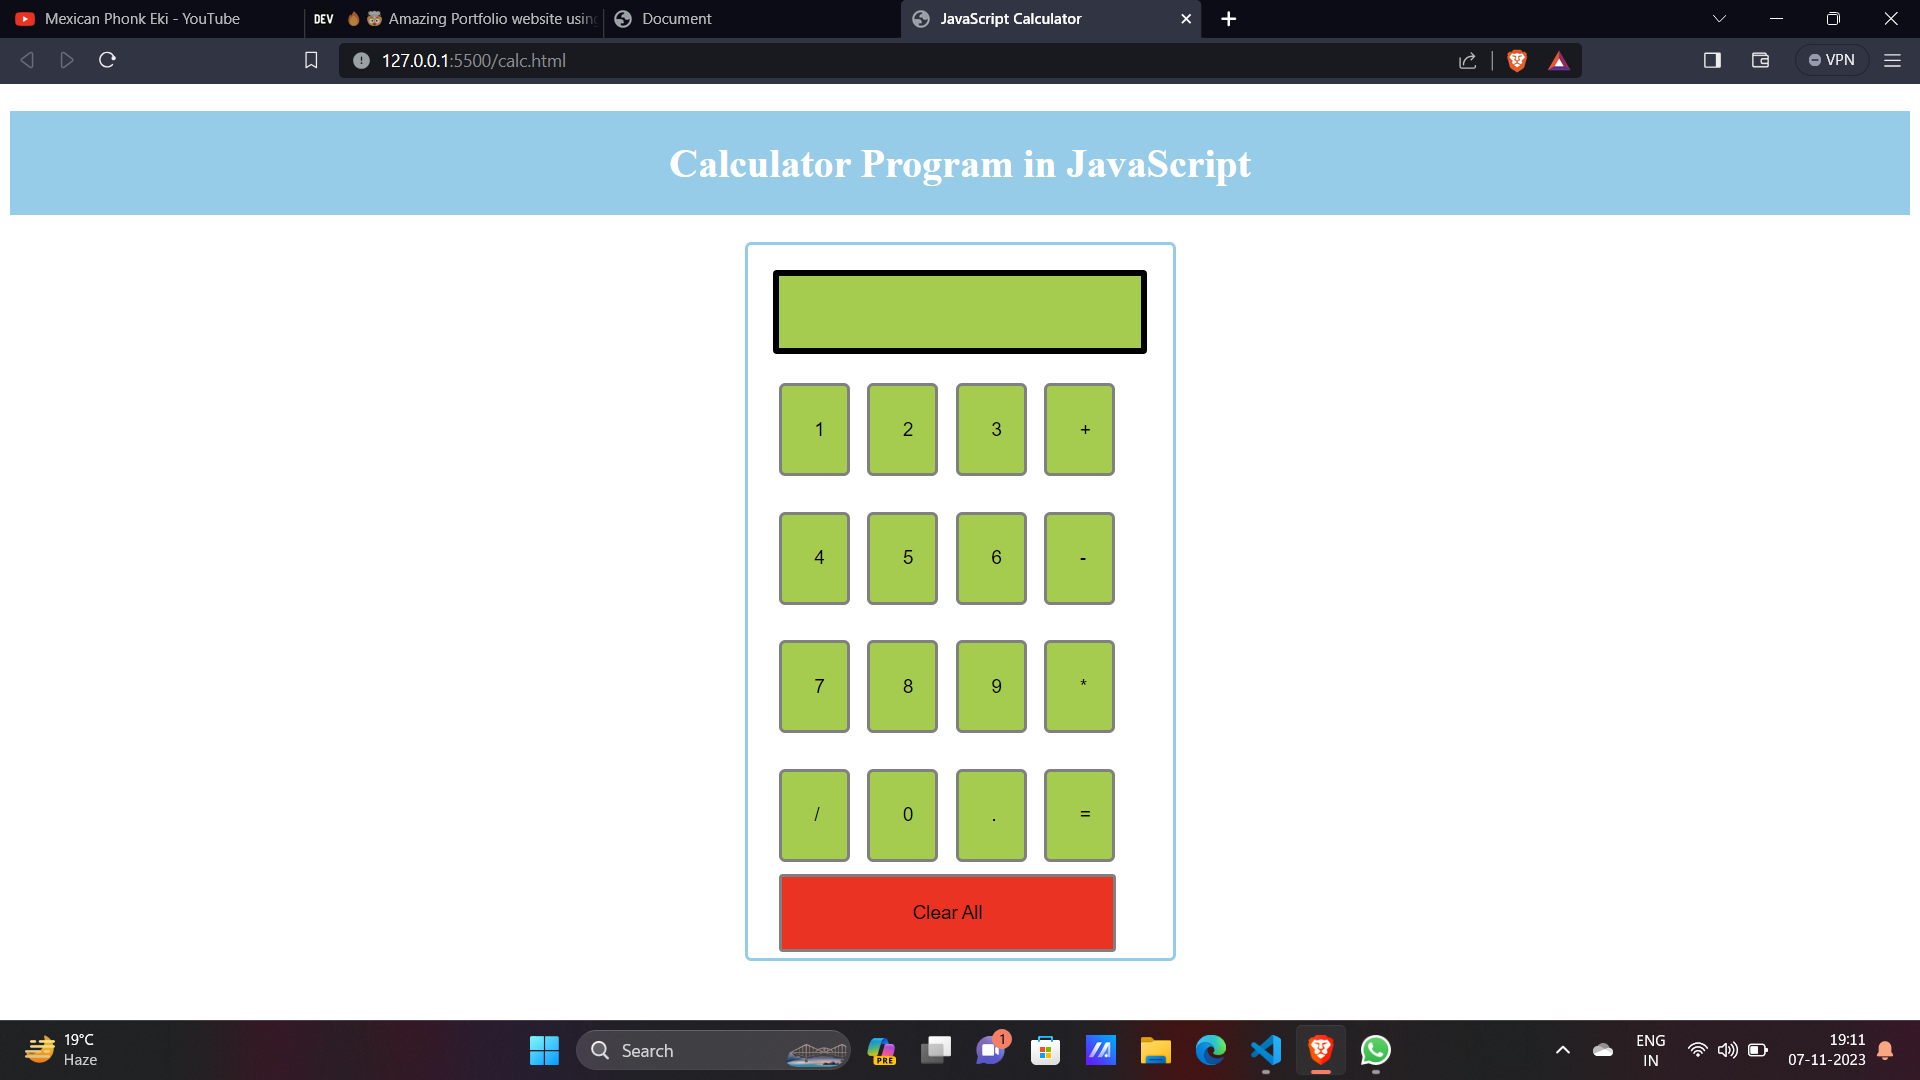 Mexican Phonk Eki - YouTube
DEV 🔥 🤯 Amazing Portfolio website using
Document
JavaScript Calculator
127.0.0.1:5500/calc.html
VPN
Calculator Program in JavaScript
1 2 3 +
4 5 6 -
7 8 9 *
/ 0 . =
Clear All
19°C
Haze
Search
PRE
1
ENG
IN
19:11
07-11-2023